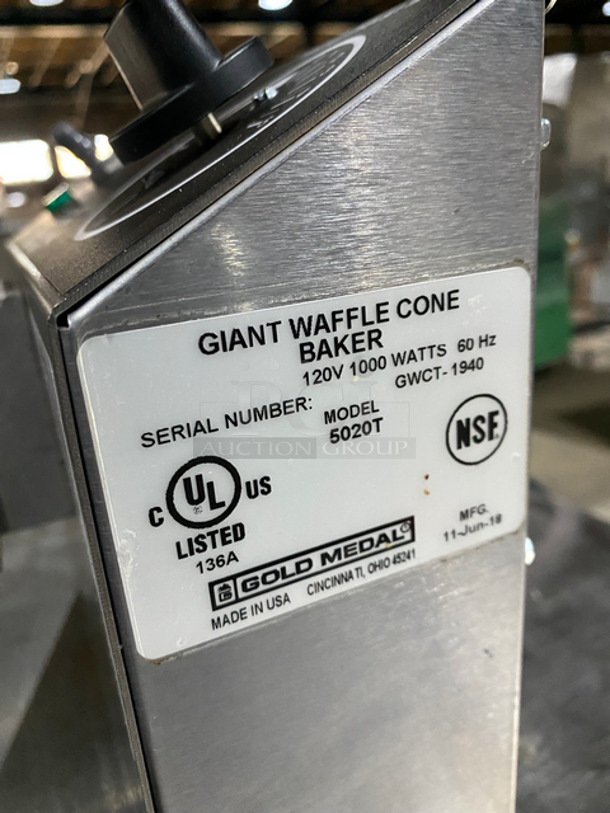 GIANT WAFFLE CONE
BAKER
120V 1000 WATTS 60 Hz
GWCT-1940
SERIAL NUMBER:
MODEL
5020T
AUCTION GROUP
C UL US
LISTED
136A
NSF
MFG.
11-Jun-18
GOLD MEDAL®
MADE IN USA CINCINNATI, OHIO 45241